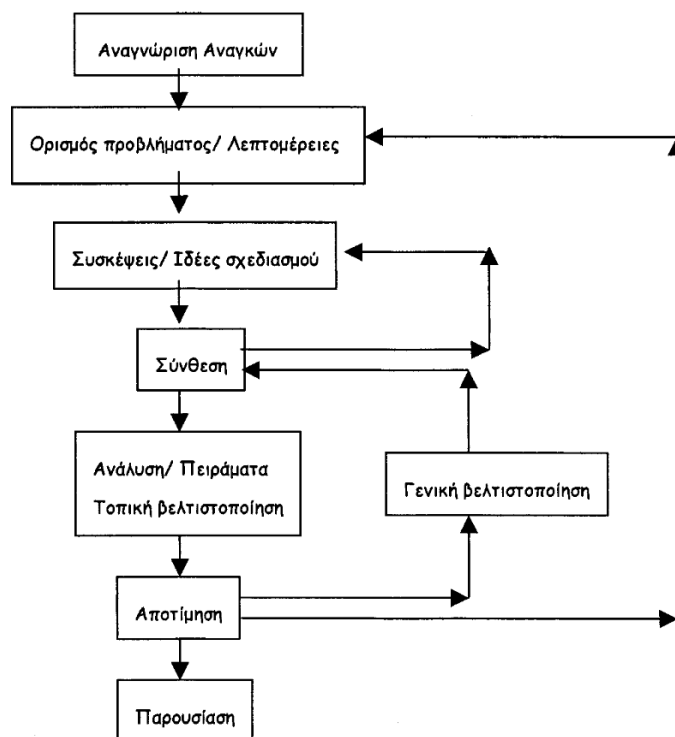 Αναγνώριση Αναγκών
Ορισμός προβλήματος/ Λεπτομέρειες
Συσκέψεις/ Ιδέες σχεδιασμού
Σύνθεση
Ανάλυση/ Πειράματα
Τοπική βελτιστοποίηση
Γενική βελτιστοποίηση
Αποτίμηση
Παρουσίαση